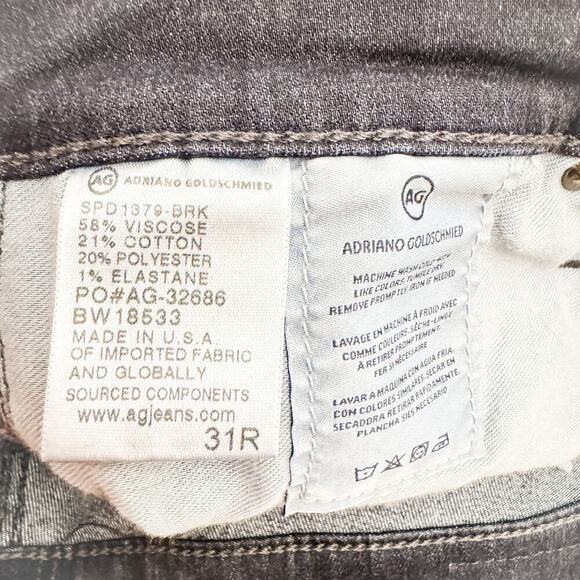 AG ADRIANO GOLDSCHMIED
SPD1379-BRK
58% VISCOSE
21% COTTON
20% POLYESTER
1% ELASTANE
PO#AG-32686
BW18533
MADE IN U.S.A.
OF IMPORTED FABRIC
AND GLOBALLY
SOURCED COMPONENTS
www.agjeans.com
31R
AG
ADRIANO GOLDSCHMIED
MACHINE WASH COLD WITH
LIKE COLORS. TUMBLE DRY.
REMOVE PROMPTLY. IRON IF NEEDED
LAVAGE EN MACHINE À FROID AVEC
COMME COULEURS. SÈCHE-LINGE
À RETIRER PROMPTEMENT.
FER SI NÉCESSAIRE
LAVAR A MAQUINA CON AGUA FRIA.
CON COLORES SIMILARES. SECAR EN
SECADORA RETIRAR RAPIDAMENTE.
PLANCHA SIES NECESARIO